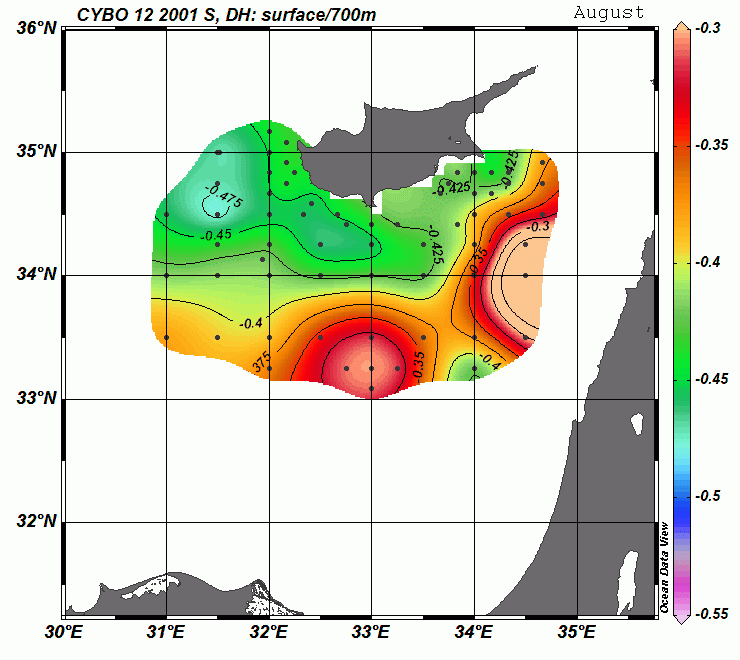 CYBO 12 2001 S, DH: surface/700m
August
36°N
35°N
34°N
33°N
32°N
30°E
31°E
32°E
33°E
34°E
35°E
-0.475
-0.45
-0.425
-0.425
-0.425
-0.3
-0.35
-0.4
375
-0.35
-0.4
-0.3
-0.35
-0.4
-0.45
-0.5
-0.55
Ocean Data View